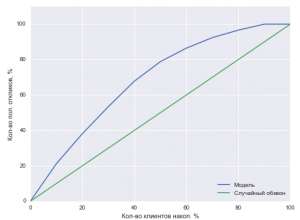 100
80
60
40
20
0
Кол-во пол. откликов, %
0 20 40 60 80 100
Кол-во клиентов накоп. %
Модель
Случайный обзвон